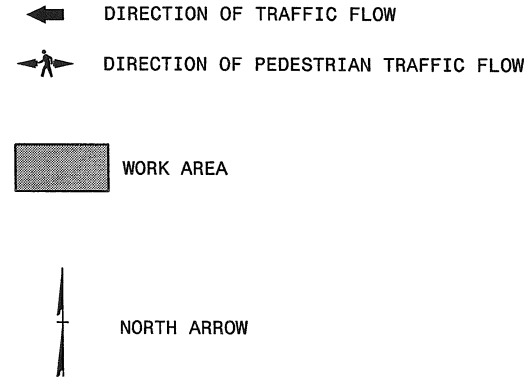 DIRECTION OF TRAFFIC FLOW
DIRECTION OF PEDESTRIAN TRAFFIC FLOW
WORK AREA
NORTH ARROW